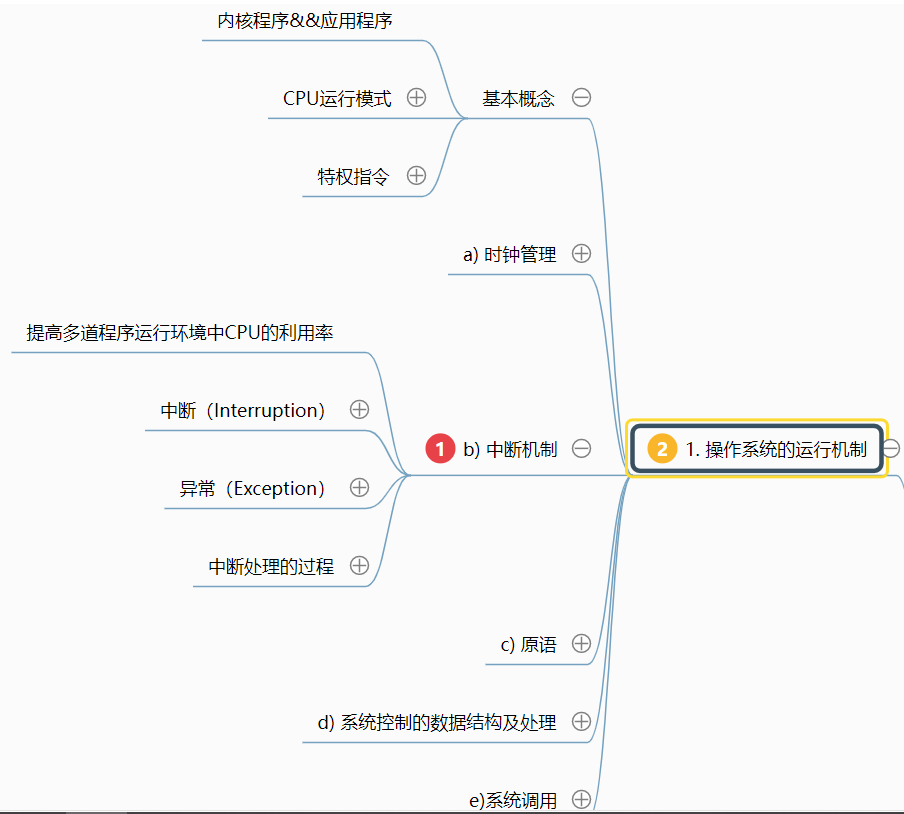 内核程序&&应用程序
CPU运行模式
基本概念
特权指令
a) 时钟管理
提高多道程序运行环境中CPU的利用率
中断（Interruption）
1 b) 中断机制
2 1. 操作系统的运行机制
异常（Exception）
中断处理的过程
c) 原语
d) 系统控制的数据结构及处理
e)系统调用